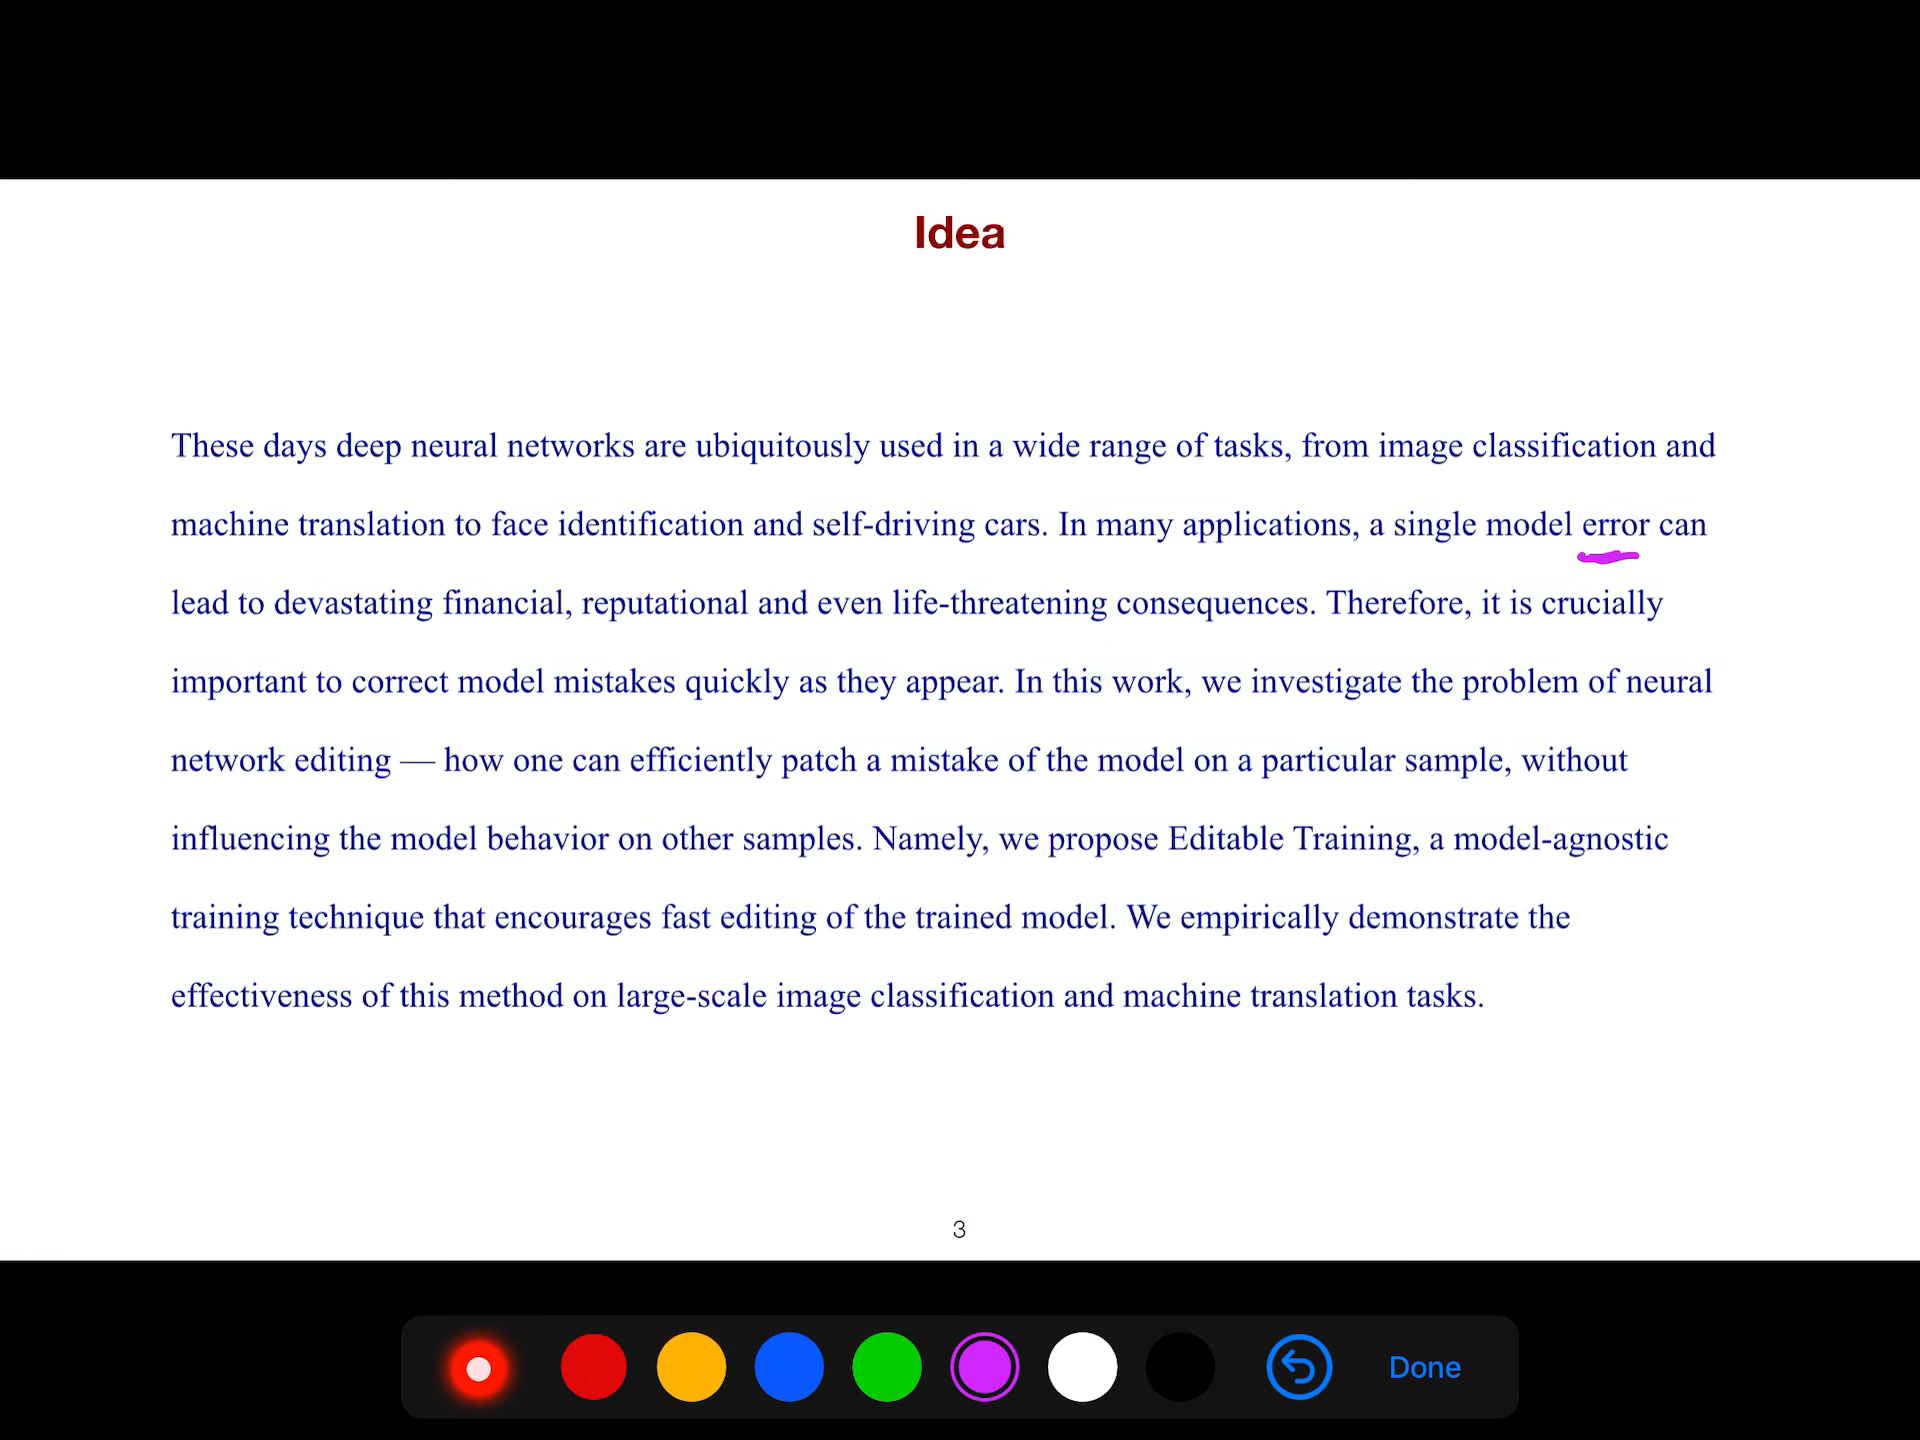 Idea
These days deep neural networks are ubiquitously used in a wide range of tasks, from image classification and
machine translation to face identification and self-driving cars. In many applications, a single model error can
lead to devastating financial, reputational and even life-threatening consequences. Therefore, it is crucially
important to correct model mistakes quickly as they appear. In this work, we investigate the problem of neural
network editing — how one can efficiently patch a mistake of the model on a particular sample, without
influencing the model behavior on other samples. Namely, we propose Editable Training, a model-agnostic
training technique that encourages fast editing of the trained model. We empirically demonstrate the
effectiveness of this method on large-scale image classification and machine translation tasks.
3
Done